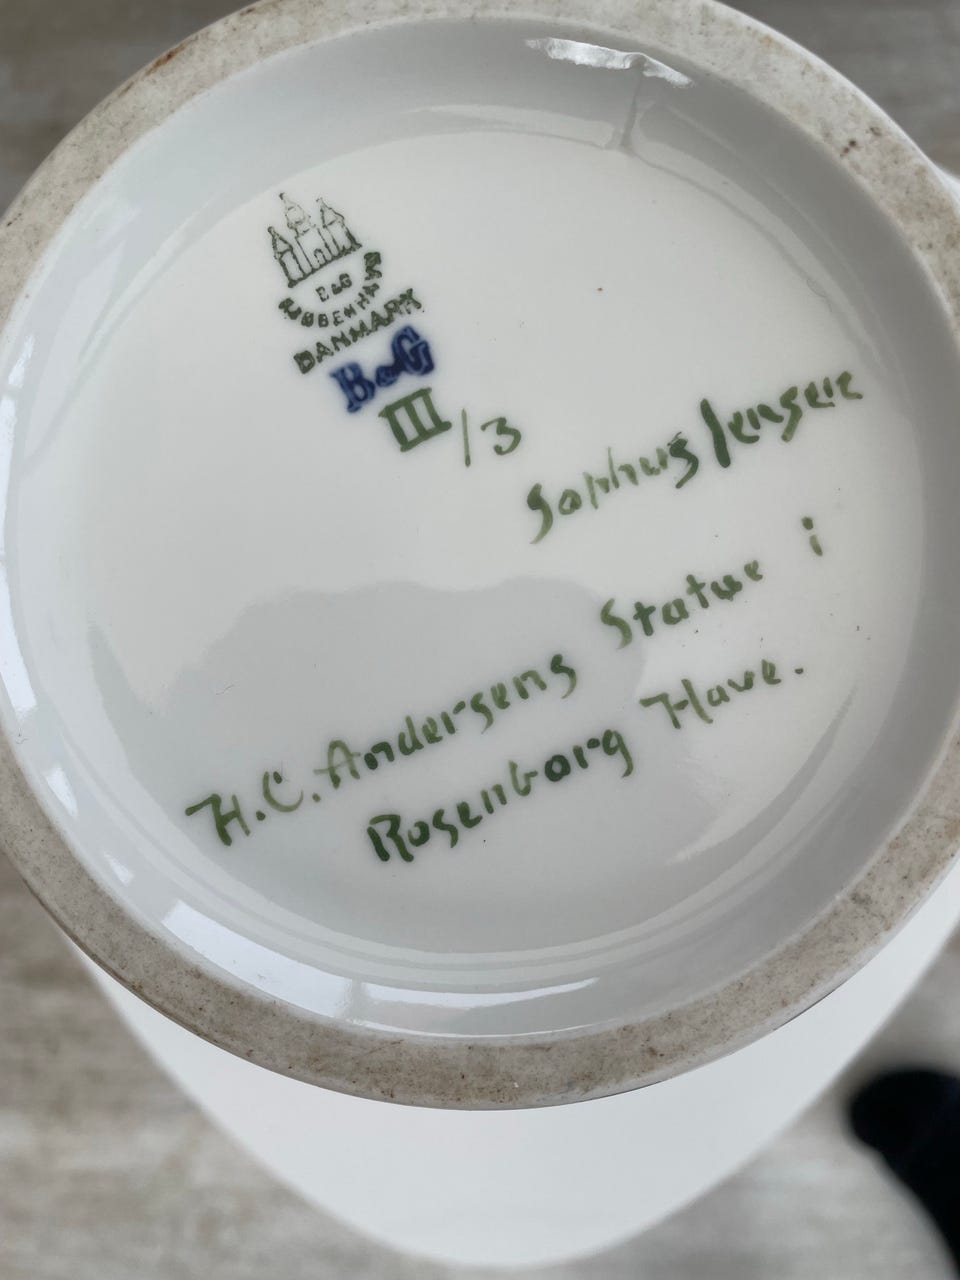 B&G
KØBENHAVN
DANMARK
B&G
III/3
Sophus Jensen
H.C. Andersens Statue i
Rosenborg Have.